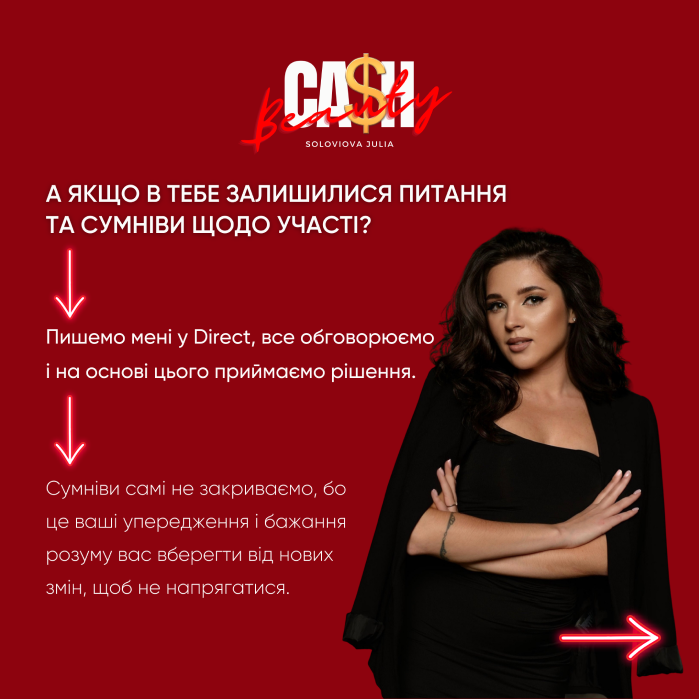 CA$H
Beauty
SOLOVIOVA JULIA
А ЯКЩО В ТЕБЕ ЗАЛИШИЛИСЯ ПИТАННЯ
ТА СУМНІВИ ЩОДО УЧАСТІ?
Пишемо мені у Direct, все обговорюємо
і на основі цього приймаємо рішення.
Сумніви самі не закриваємо, бо
це ваші упередження і бажання
розуму вас вберегти від нових
змін, щоб не напрягатися.